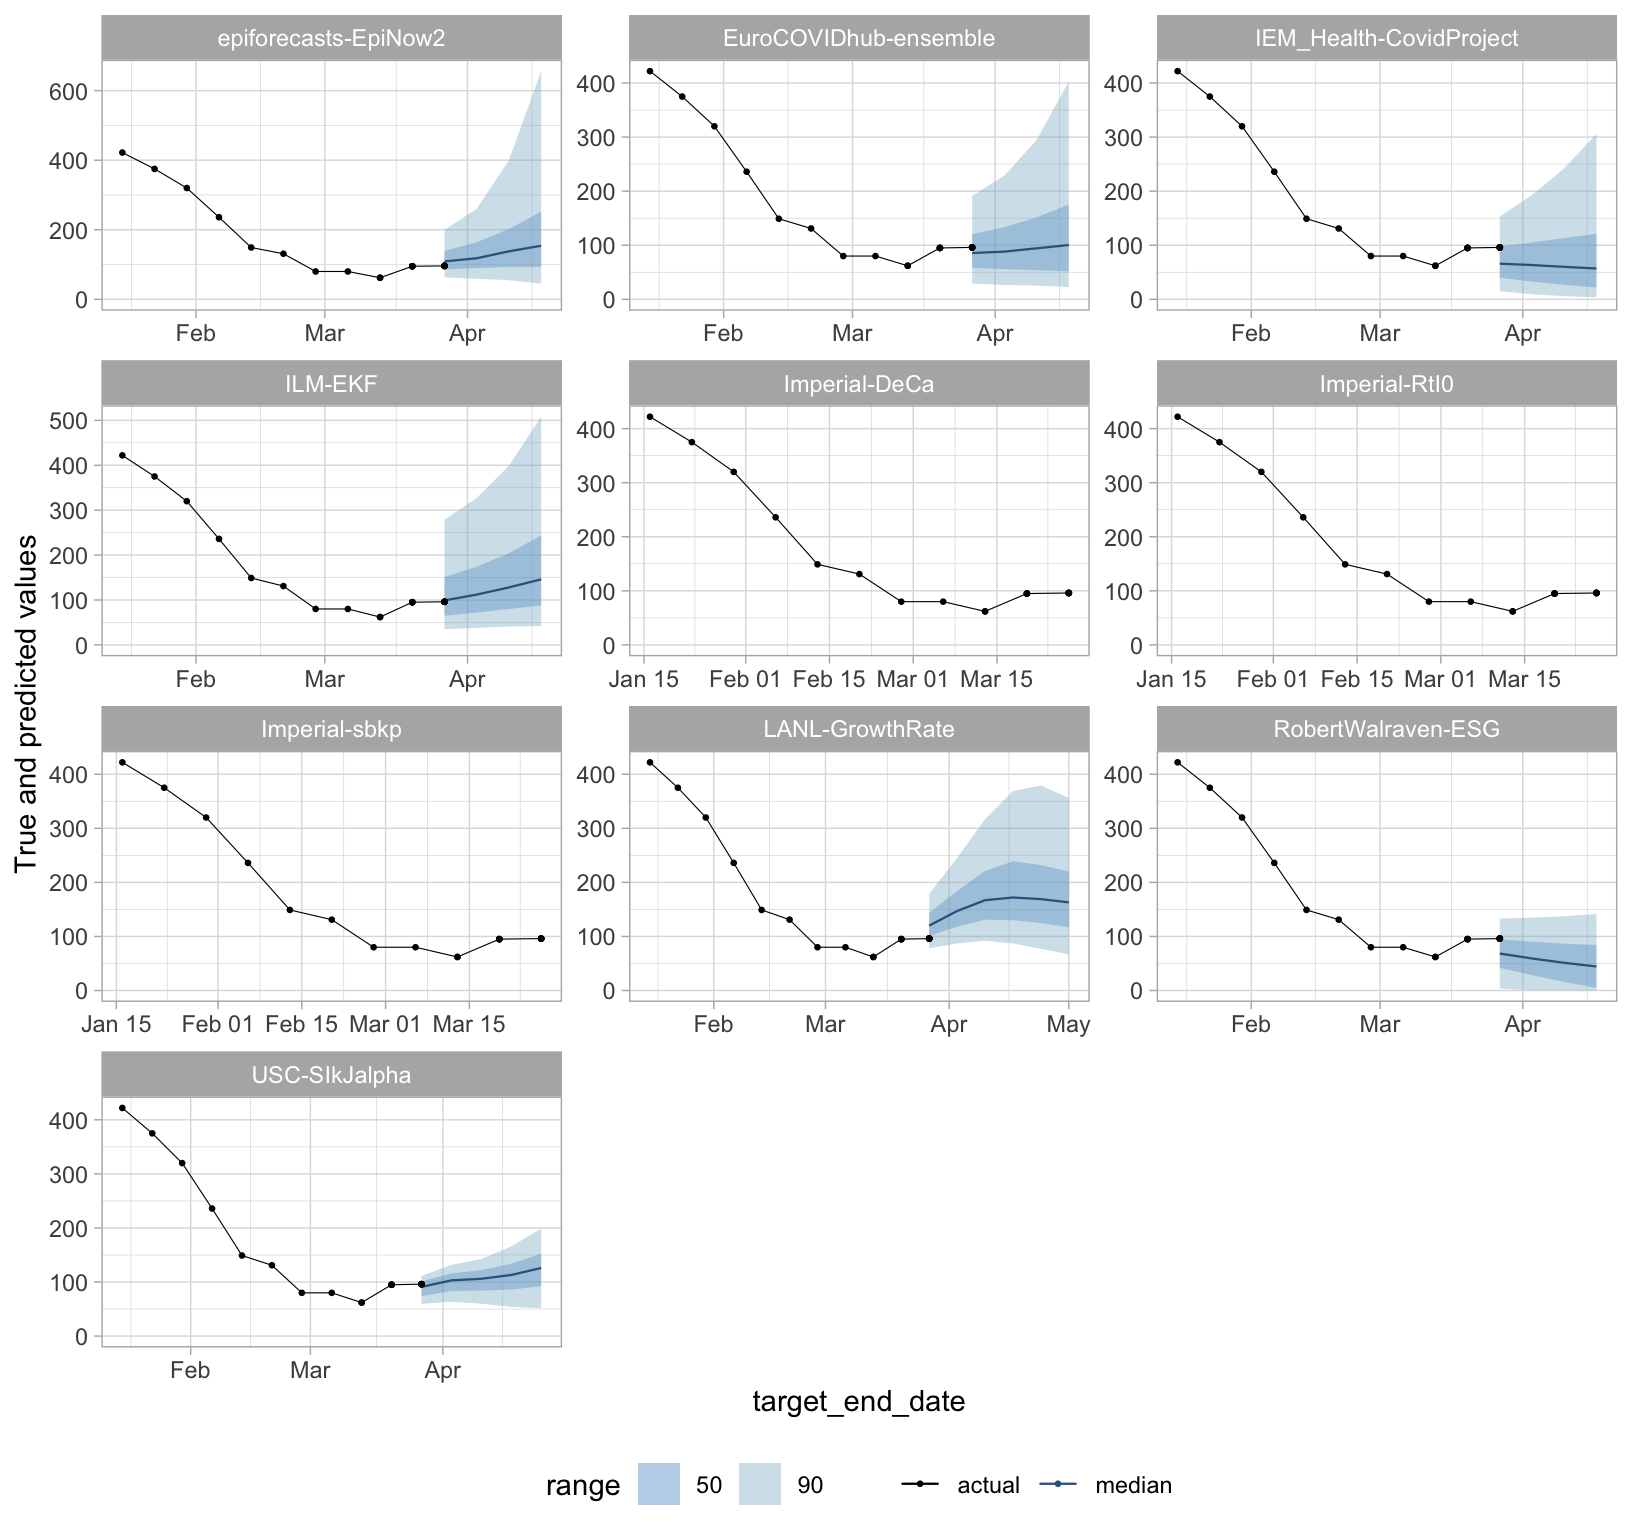 epiforecasts-EpiNow2
EuroCOVIDhub-ensemble
IEM_Health-CovidProject
600
400
200
0
Feb Mar Apr
400
300
200
100
0
Feb Mar Apr
400
300
200
100
0
Feb Mar Apr
ILM-EKF
Imperial-DeCa
Imperial-RtI0
500
400
300
200
100
0
Feb Mar Apr
400
300
200
100
0
Jan 15 Feb 01 Feb 15 Mar 01 Mar 15
400
300
200
100
0
Jan 15 Feb 01 Feb 15 Mar 01 Mar 15
True and predicted values
Imperial-sbkp
LANL-GrowthRate
RobertWalraven-ESG
400
300
200
100
0
Jan 15 Feb 01 Feb 15 Mar 01 Mar 15
400
300
200
100
0
Feb Mar Apr May
400
300
200
100
0
Feb Mar Apr
USC-SIkJalpha
400
300
200
100
0
Feb Mar Apr
target_end_date
range 50 90 actual median